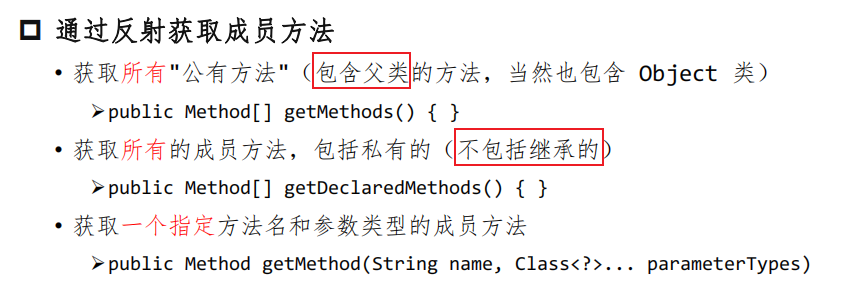 通过反射获取成员方法
• 获取所有"公有方法"（包含父类的方法，当然也包含 Object 类）
➢public Method[] getMethods() { }
• 获取所有的成员方法，包括私有的（不包括继承的）
➢public Method[] getDeclaredMethods() { }
• 获取一个指定方法名和参数类型的成员方法
➢public Method getMethod(String name, Class<?>... parameterTypes)